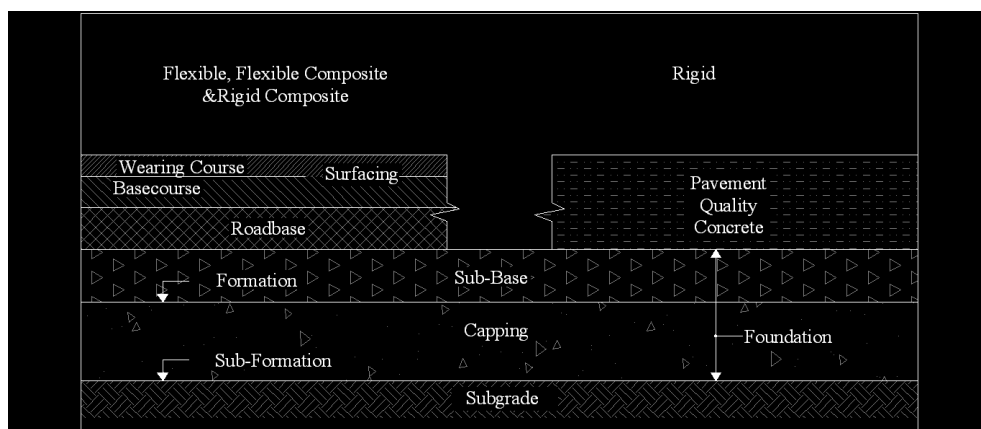 Flexible, Flexible Composite
&Rigid Composite
Rigid
Wearing Course
Surfacing
Basecourse
Roadbase
Pavement
Quality
Concrete
Formation
Sub-Base
Capping
Foundation
Sub-Formation
Subgrade